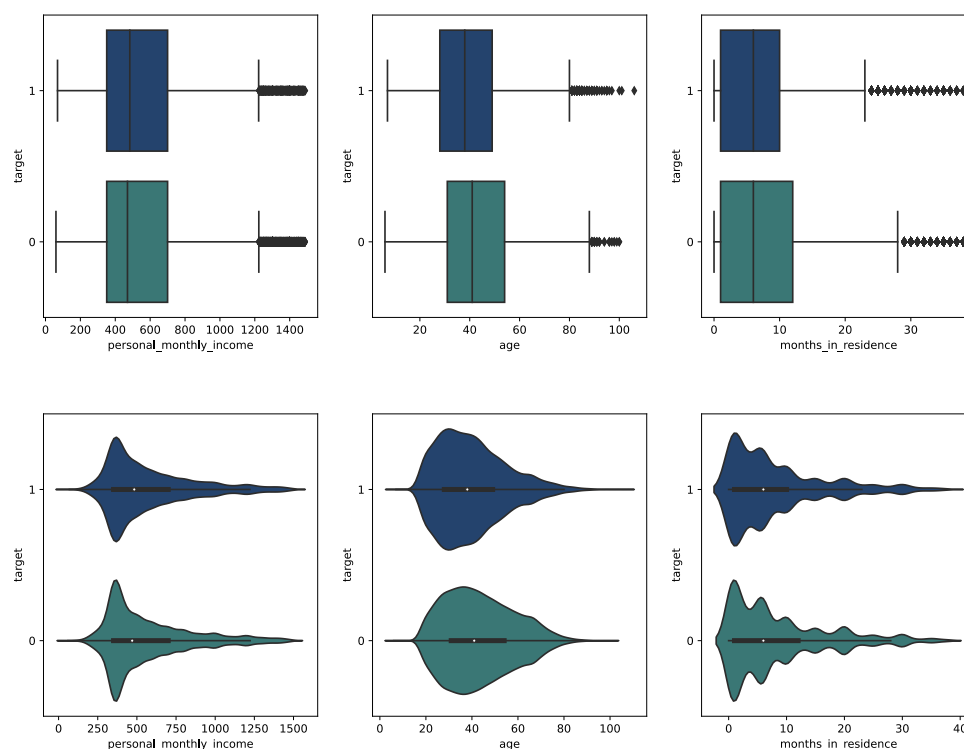 target
1
0
0 200 400 600 800 1000 1200 1400
personal_monthly_income
target
1
0
20 40 60 80 100
age
target
1
0
0 10 20 30
months_in_residence
target
1
0
0 250 500 750 1000 1250 1500
personal_monthly_income
target
1
0
0 20 40 60 80 100
age
target
1
0
0 10 20 30 40
months_in_residence